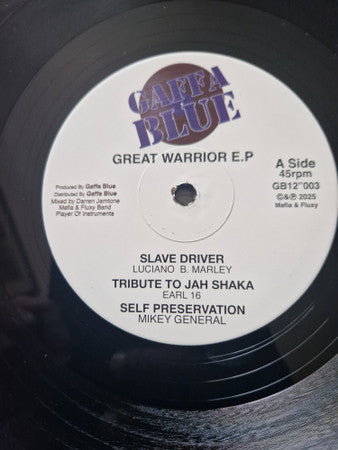 GAFFA
BLUE
GREAT WARRIOR E.P
A Side
45rpm
GB12"003
©&℗ 2025
Mafia & Fluxy
Produced By Gaffa Blue
Distributed by Gaffa Blue
Mixed by Darren Jamtone
Mafia & Fluxy Band
Player Of Instruments
SLAVE DRIVER
LUCIANO B. MARLEY
TRIBUTE TO JAH SHAKA
EARL 16
SELF PRESERVATION
MIKEY GENERAL